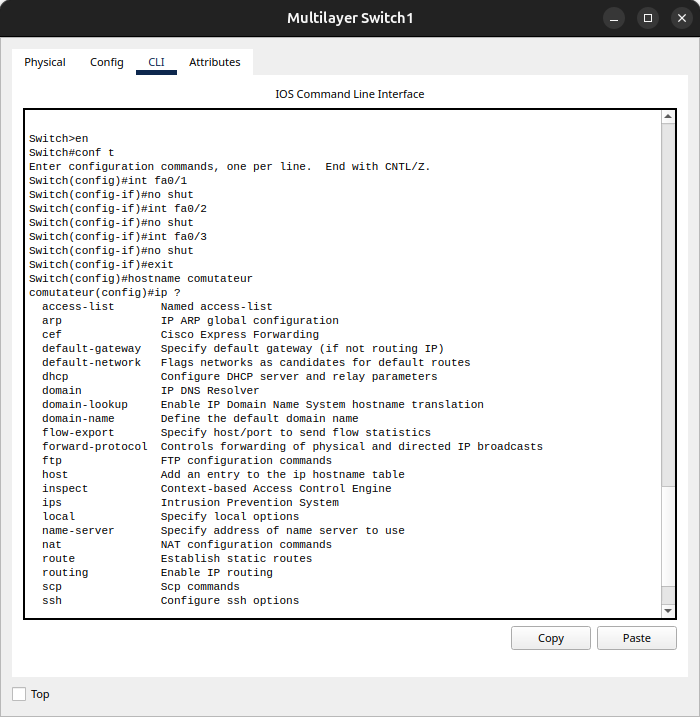 Multilayer Switch1
Physical Config CLI Attributes
IOS Command Line Interface
Switch>en
Switch#conf t
Enter configuration commands, one per line.  End with CNTL/Z.
Switch(config)#int fa0/1
Switch(config-if)#no shut
Switch(config-if)#int fa0/2
Switch(config-if)#no shut
Switch(config-if)#int fa0/3
Switch(config-if)#no shut
Switch(config-if)#exit
Switch(config)#hostname comutateur
comutateur(config)#ip ?
  access-list       Named access-list
  arp               IP ARP global configuration
  cef               Cisco Express Forwarding
  default-gateway   Specify default gateway (if not routing IP)
  default-network   Flags networks as candidates for default routes
  dhcp              Configure DHCP server and relay parameters
  domain            IP DNS Resolver
  domain-lookup     Enable IP Domain Name System hostname translation
  domain-name       Define the default domain name
  flow-export       Specify host/port to send flow statistics
  forward-protocol  Controls forwarding of physical and directed IP broadcasts
  ftp               FTP configuration commands
  host              Add an entry to the ip hostname table
  inspect           Context-based Access Control Engine
  ips               Intrusion Prevention System
  local             Specify local options
  name-server       Specify address of name server to use
  nat               NAT configuration commands
  route             Establish static routes
  routing           Enable IP routing
  scp               Scp commands
  ssh               Configure ssh options
Copy Paste
Top